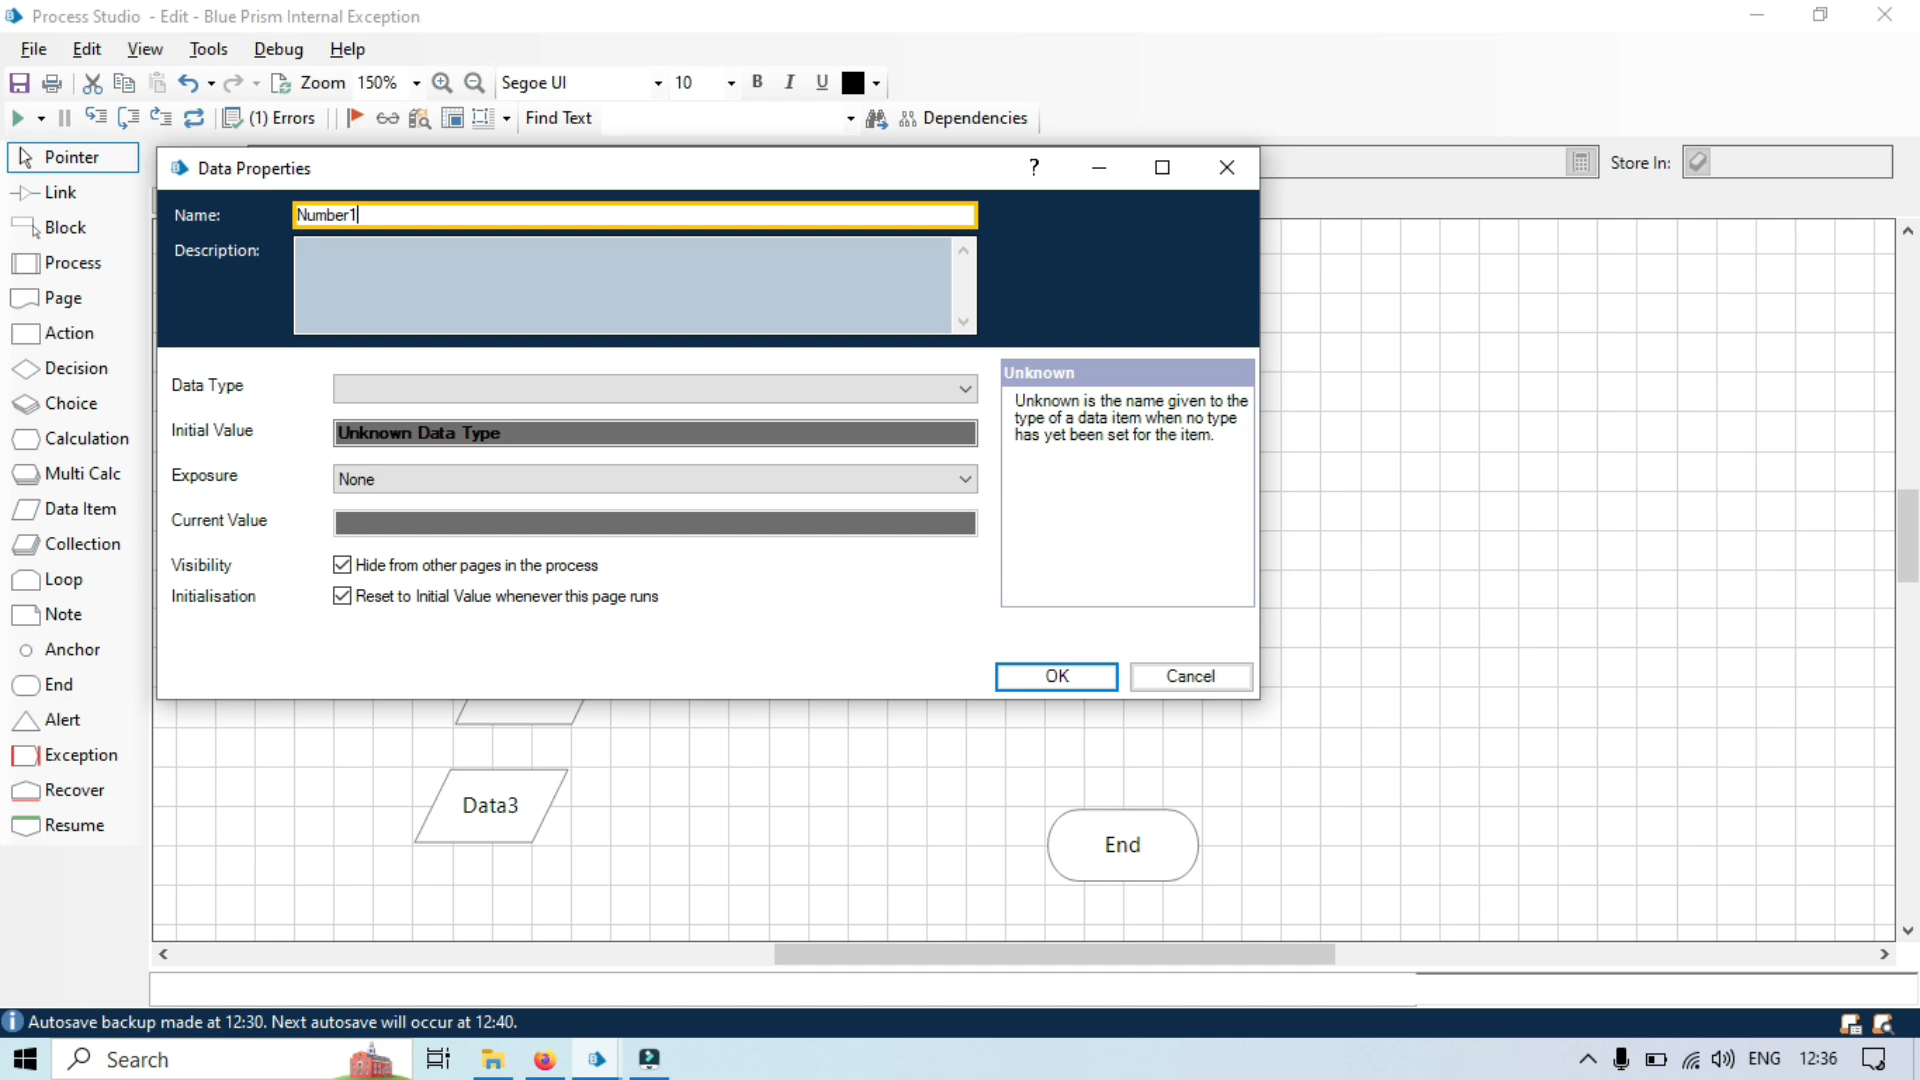 Process Studio - Edit - Blue Prism Internal Exception
File Edit View Tools Debug Help
Zoom 150% Segoe UI 10 B I U
(1) Errors Find Text Dependencies
Pointer
Link
Block
Process
Page
Action
Decision
Choice
Calculation
Multi Calc
Data Item
Collection
Loop
Note
Anchor
End
Alert
Exception
Recover
Resume
Data Properties ?
Store In:
Name: Number1
Description:
Data Type
Initial Value Unknown Data Type
Exposure None
Current Value
Visibility Hide from other pages in the process
Initialisation Reset to Initial Value whenever this page runs
Unknown
Unknown is the name given to the
type of a data item when no type
has yet been set for the item.
OK Cancel
Data3
End
Autosave backup made at 12:30. Next autosave will occur at 12:40.
Search ENG 12:36